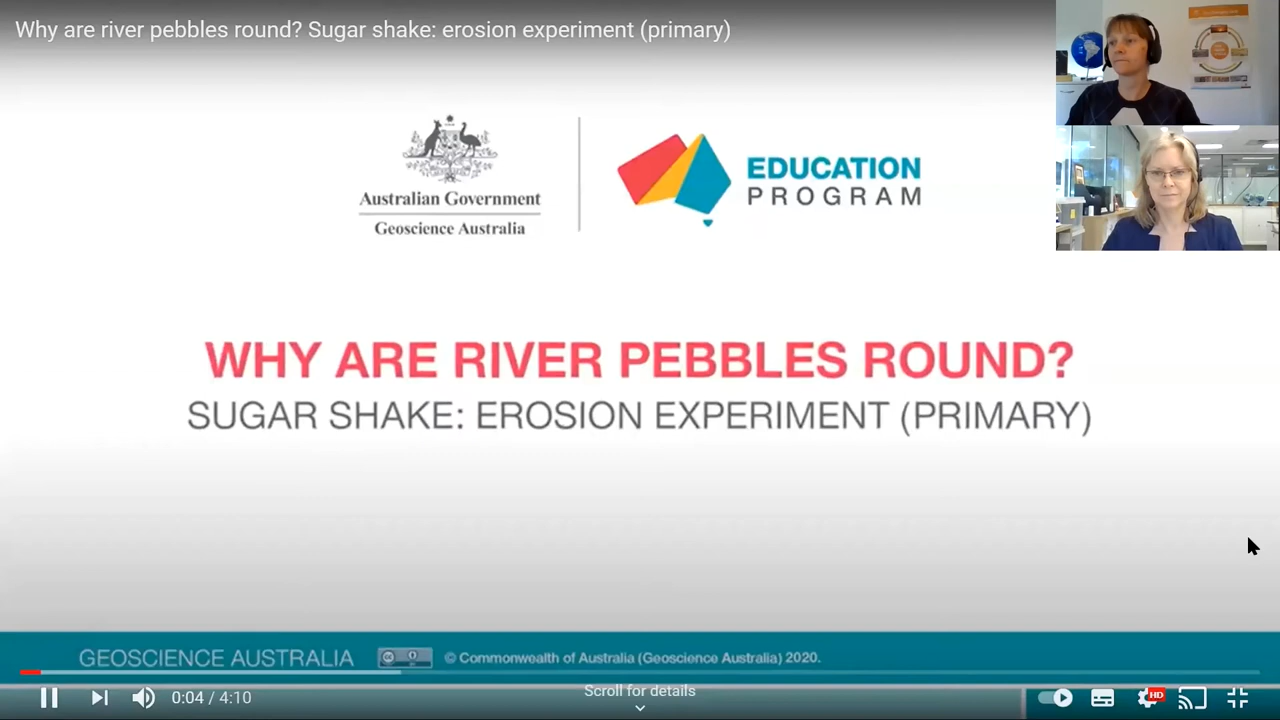 Why are river pebbles round? Sugar shake: erosion experiment (primary)
Australian Government
Geoscience Australia
EDUCATION
PROGRAM
WHY ARE RIVER PEBBLES ROUND?
SUGAR SHAKE: EROSION EXPERIMENT (PRIMARY)
GEOSCIENCE AUSTRALIA
© Commonwealth of Australia (Geoscience Australia) 2020.
0:04 / 4:10
Scroll for details
HD